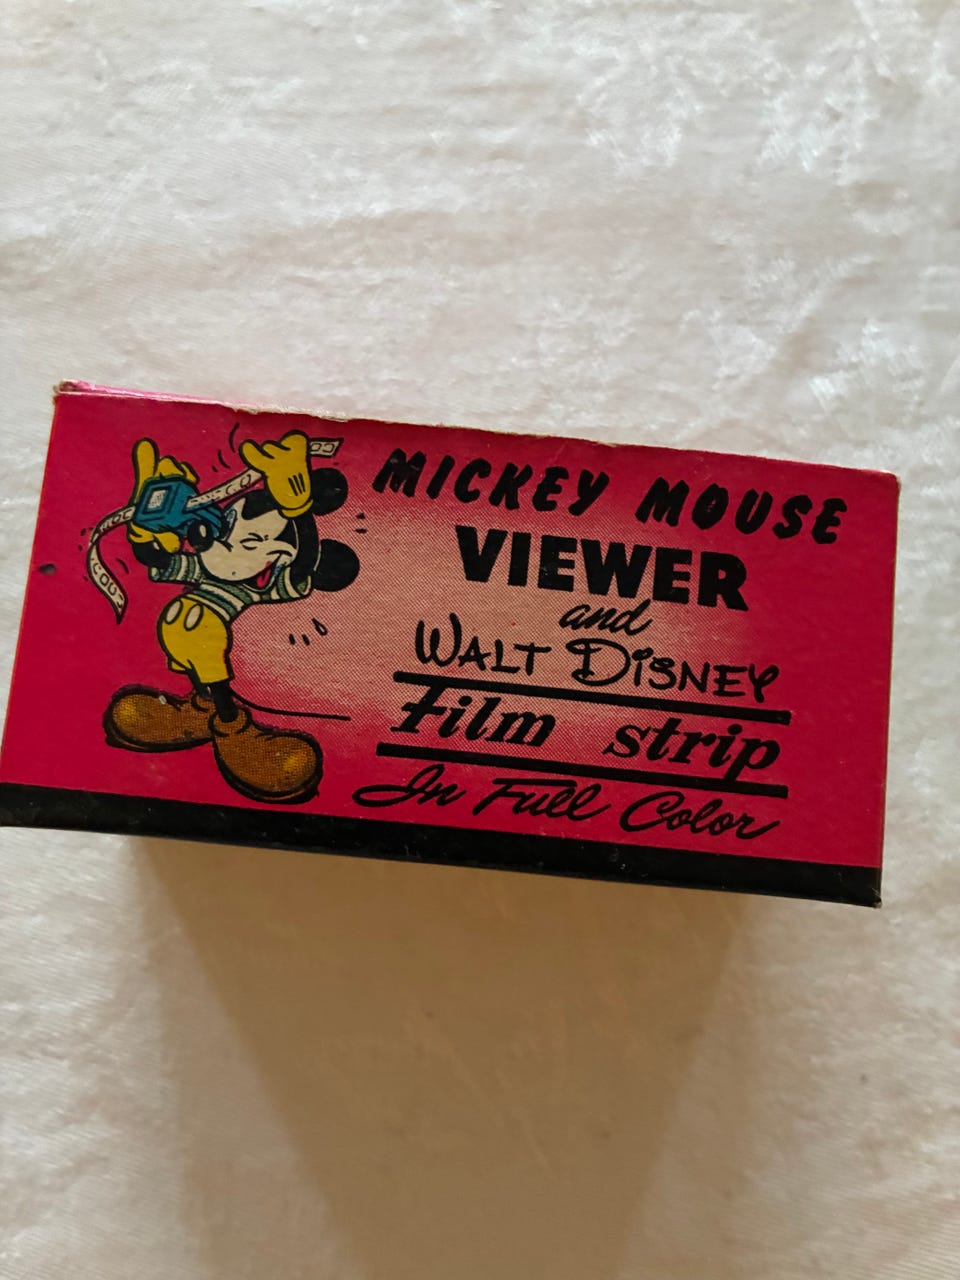 MICKEY MOUSE
VIEWER
and
WALT DISNEY
Film strip
In Full Color